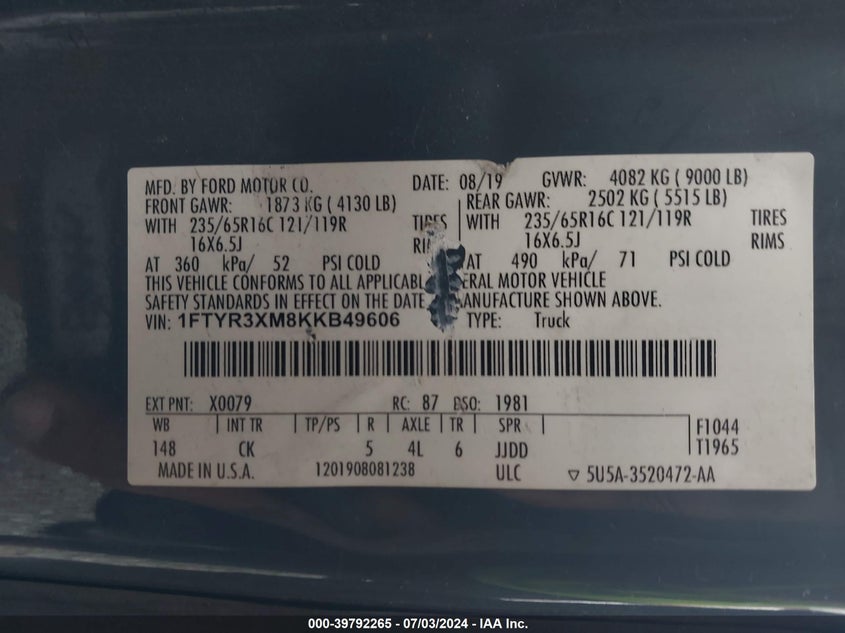 MFD. BY FORD MOTOR CO. DATE: 08/19 GVWR: 4082 KG ( 9000 LB)
FRONT GAWR: 1873 KG ( 4130 LB) REAR GAWR: 2502 KG ( 5515 LB)
WITH 235/65R16C 121/119R TIRES WITH 235/65R16C 121/119R TIRES
16X6.5J RIMS 16X6.5J RIMS
AT 360 kPa/ 52 PSI COLD AT 490 kPa/ 71 PSI COLD
THIS VEHICLE CONFORMS TO ALL MOTOR VEHICLE
SAFETY STANDARDS IN EFFECT ON THE DATE MANUFACTURE SHOWN ABOVE.
VIN: 1FTYR3XM8KKB49606 TYPE: Truck
EXT PNT: X0079 RC: 87 DSO: 1981
WB INT TR TP/PS R AXLE TR SPR F1044
148 CK 5 4L 6 JJDD T1965
MADE IN U.S.A. 1201908081238 ULC ▽ 5U5A-3520472-AA
000-39792265 - 07/03/2024 - IAA Inc.